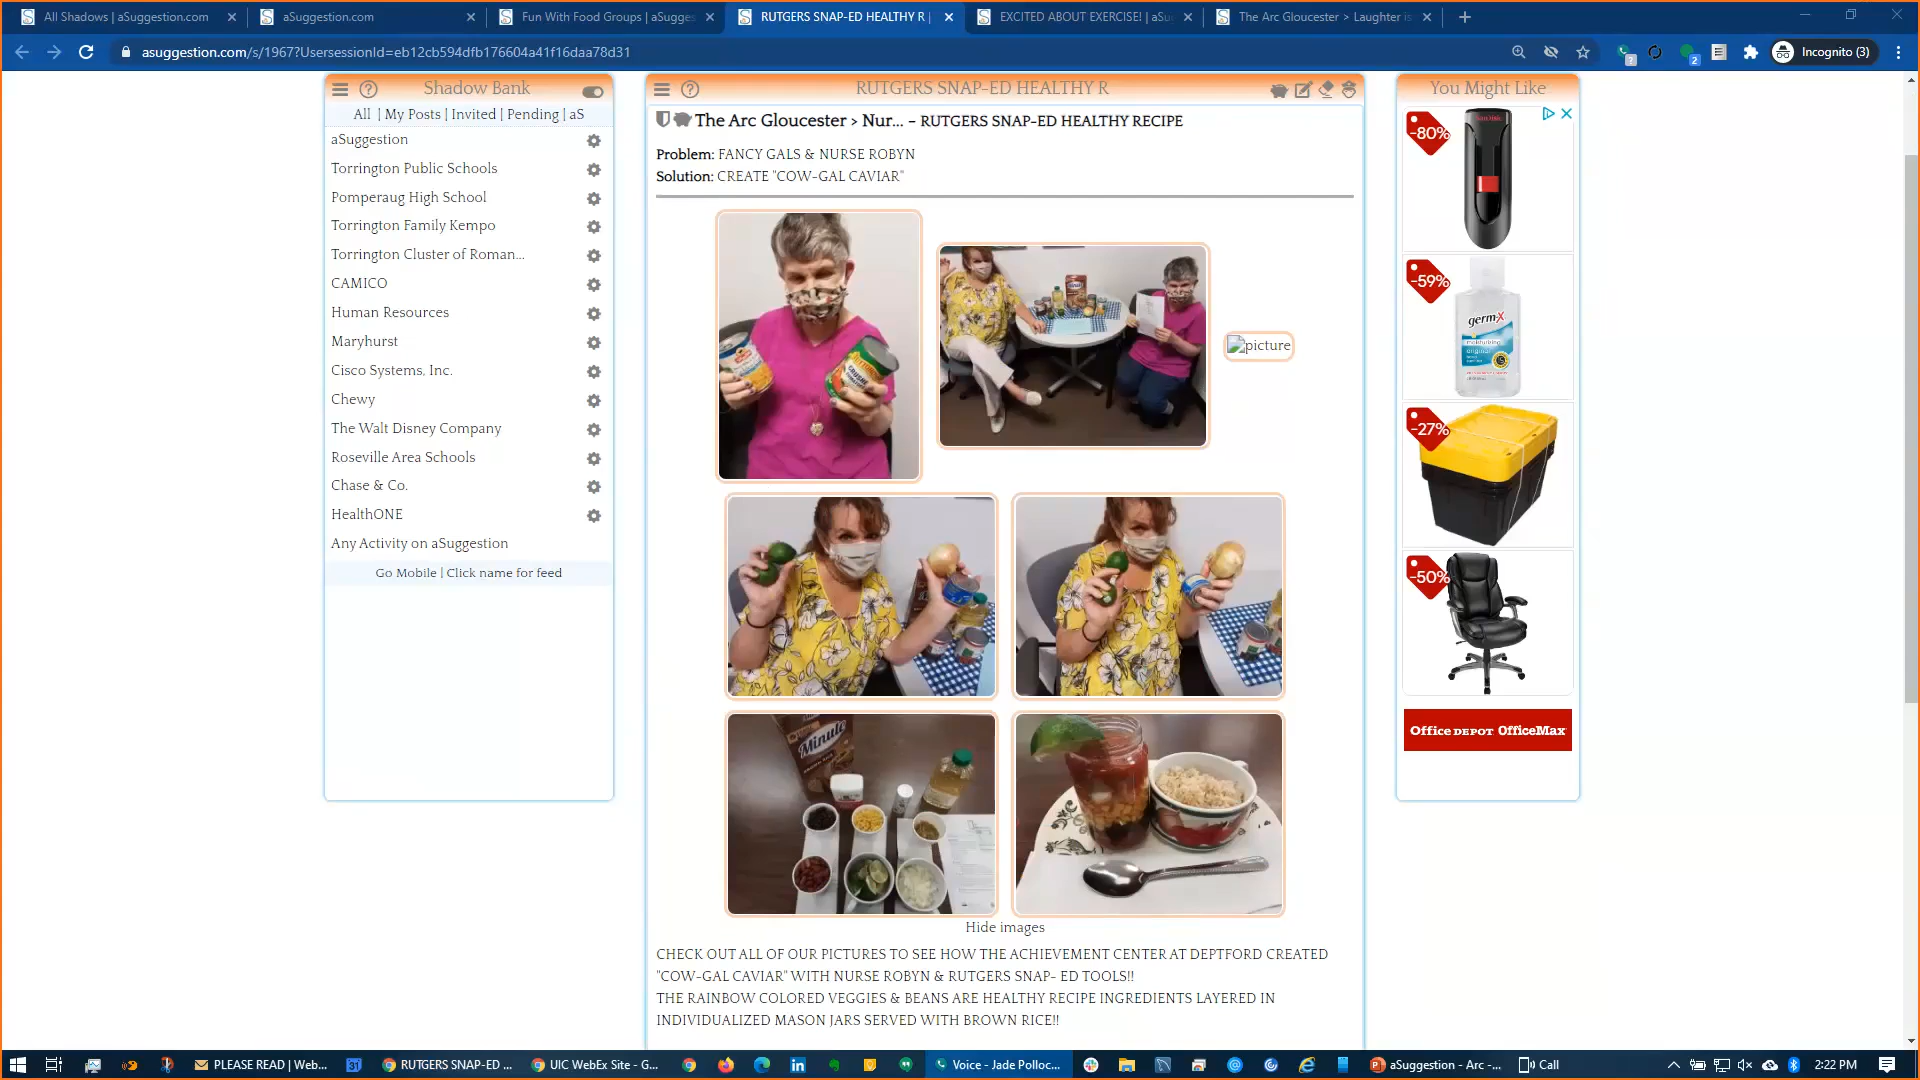 All Shadows | aSuggestion.com
aSuggestion.com
Fun With Food Groups | aSugges
RUTGERS SNAP-ED HEALTHY R |
EXCITED ABOUT EXERCISE! | aSu
The Arc Gloucester > Laughter is
asuggestion.com/s/1967?UsersessionId=eb12cb594dfb176604a41f16daa78d31
Incognito (3)
Shadow Bank
All | My Posts | Invited | Pending | aS
aSuggestion
Torrington Public Schools
Pomperaug High School
Torrington Family Kempo
Torrington Cluster of Roman...
CAMICO
Human Resources
Maryhurst
Cisco Systems, Inc.
Chewy
The Walt Disney Company
Roseville Area Schools
Chase & Co.
HealthONE
Any Activity on aSuggestion
Go Mobile | Click name for feed
RUTGERS SNAP-ED HEALTHY R
The Arc Gloucester > Nur... – RUTGERS SNAP-ED HEALTHY RECIPE
Problem: FANCY GALS & NURSE ROBYN
Solution: CREATE "COW-GAL CAVIAR"
picture
Minute
Hide images
CHECK OUT ALL OF OUR PICTURES TO SEE HOW THE ACHIEVEMENT CENTER AT DEPTFORD CREATED
"COW-GAL CAVIAR" WITH NURSE ROBYN & RUTGERS SNAP- ED TOOLS!!
THE RAINBOW COLORED VEGGIES & BEANS ARE HEALTHY RECIPE INGREDIENTS LAYERED IN
INDIVIDUALIZED MASON JARS SERVED WITH BROWN RICE!!
You Might Like
-80%
-59%
germ-X
-27%
-50%
Office DEPOT OfficeMax
PLEASE READ | Web...
RUTGERS SNAP-ED ...
UIC WebEx Site - G...
Voice - Jade Polloc...
aSuggestion - Arc -...
Call
2:22 PM